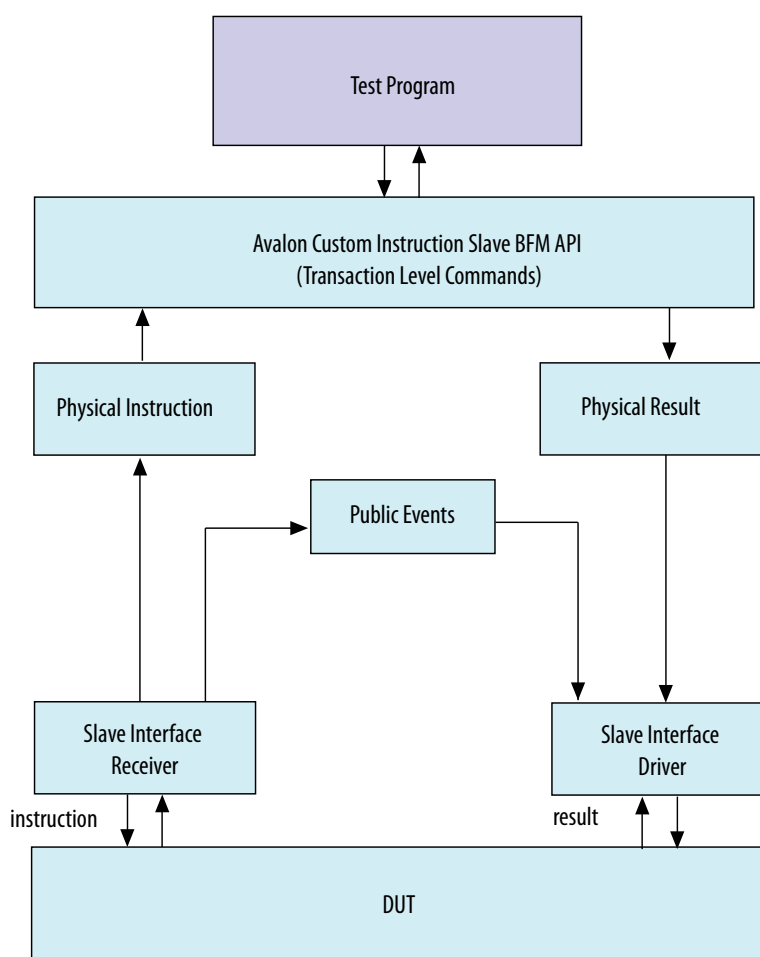 Test Program
Avalon Custom Instruction Slave BFM API
(Transaction Level Commands)
Physical Instruction
Physical Result
Public Events
Slave Interface
Receiver
Slave Interface
Driver
instruction
result
DUT